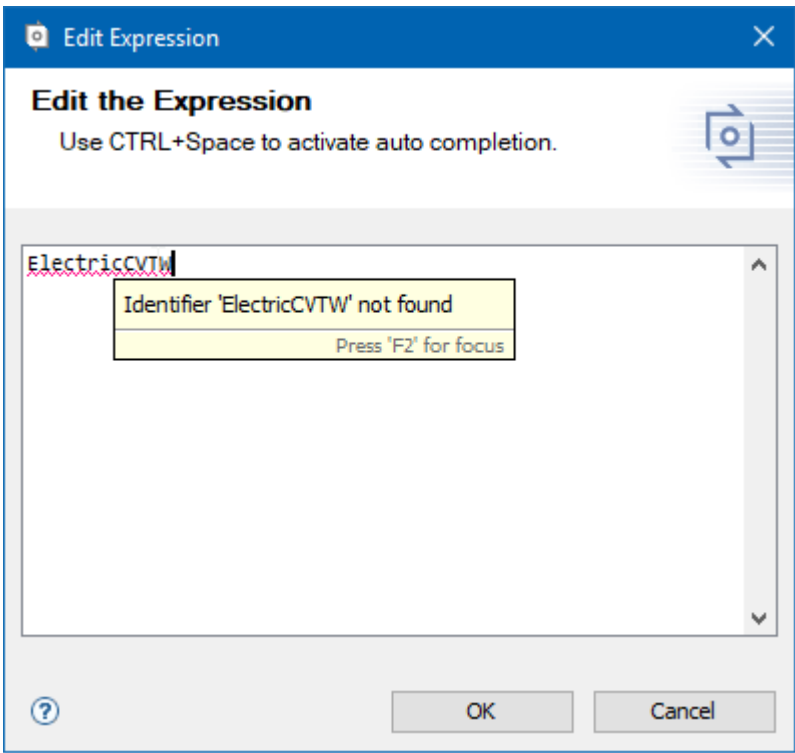 Edit Expression
Edit the Expression
Use CTRL+Space to activate auto completion.
ElectricCVTW
Identifier 'ElectricCVTW' not found
Press 'F2' for focus
OK
Cancel